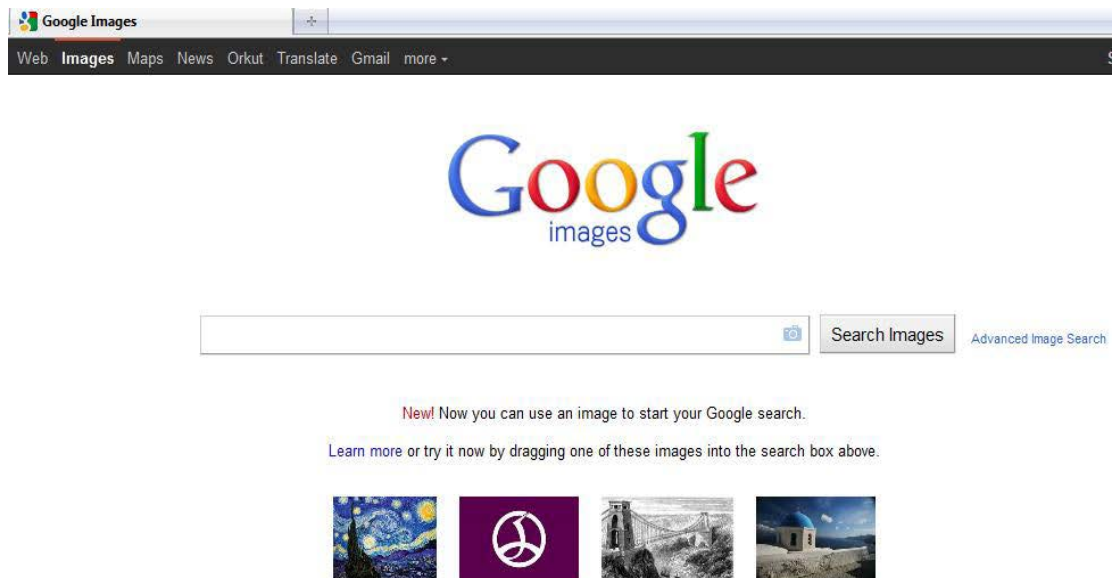 Google Images
Web Images Maps News Orkut Translate Gmail more
S
Google
images
Search Images Advanced Image Search
New! Now you can use an image to start your Google search.
Learn more or try it now by dragging one of these images into the search box above.